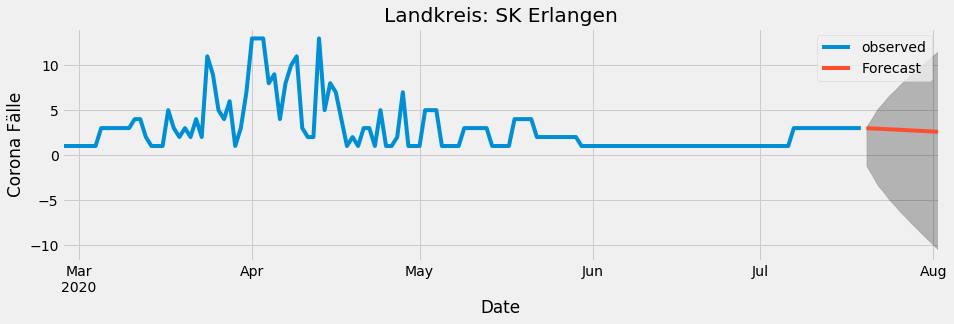 Landkreis: SK Erlangen
observed
Forecast
Corona Fälle
10
5
0
−5
−10
Mar
2020
Apr
May
Jun
Jul
Aug
Date